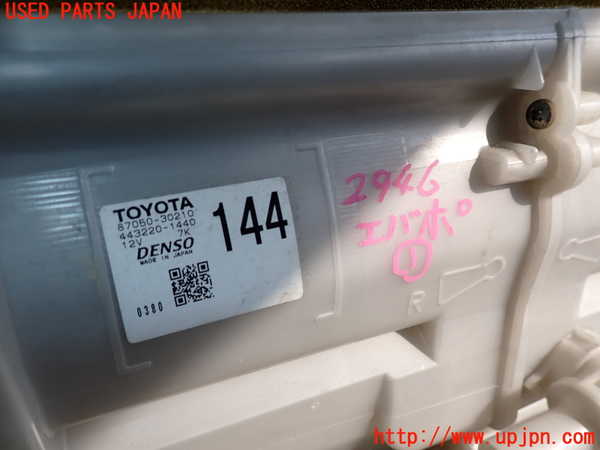 USED PARTS JAPAN
TOYOTA
87050-30210
443220-1440
12V 7K
DENSO
MADE IN JAPAN
144
0380
2946
エバポ
①
R
http://www.upjpn.com